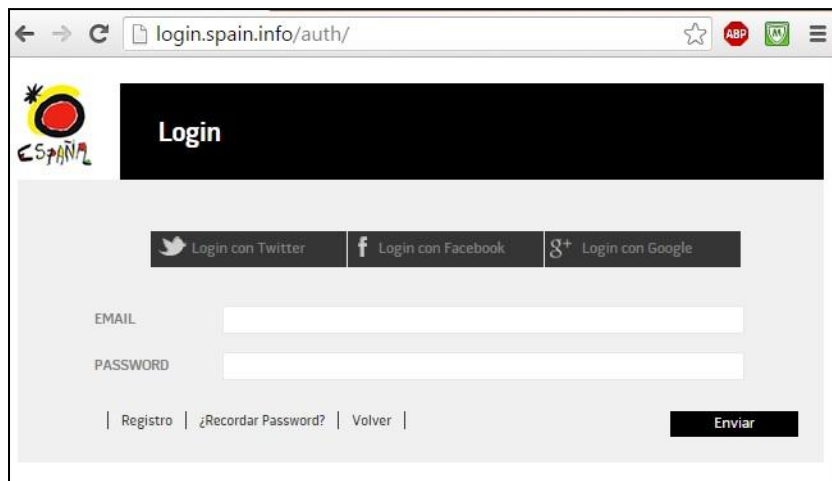 login.spain.info/auth/
ABP
M
ESPAÑA
Login
Login con Twitter
f Login con Facebook
g+ Login con Google
EMAIL
PASSWORD
| Registro | ¿Recordar Password? | Volver |
Enviar